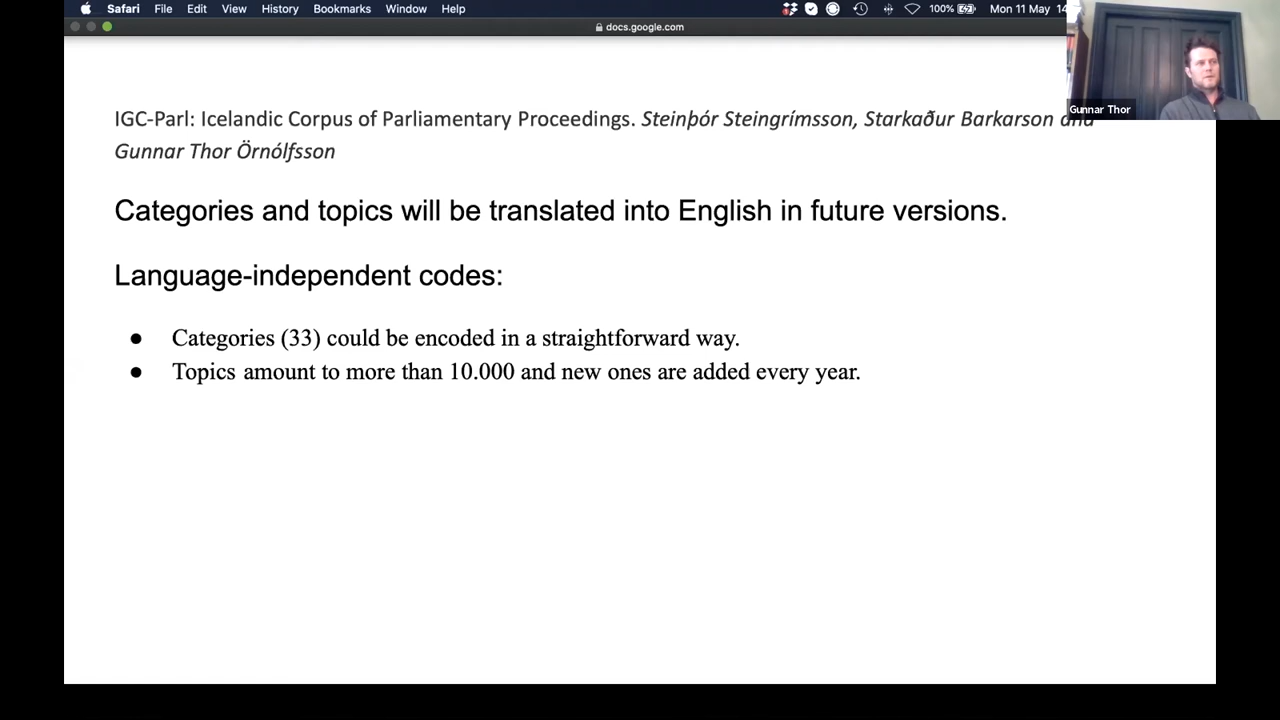 Safari File Edit View History Bookmarks Window Help 100% Mon 11 May 14
docs.google.com
Gunnar Thor
IGC-Parl: Icelandic Corpus of Parliamentary Proceedings. Steinþór Steingrímsson, Starkaður Barkarson and
Gunnar Thor Örnólfsson
Categories and topics will be translated into English in future versions.
Language-independent codes:
● Categories (33) could be encoded in a straightforward way.
● Topics amount to more than 10.000 and new ones are added every year.